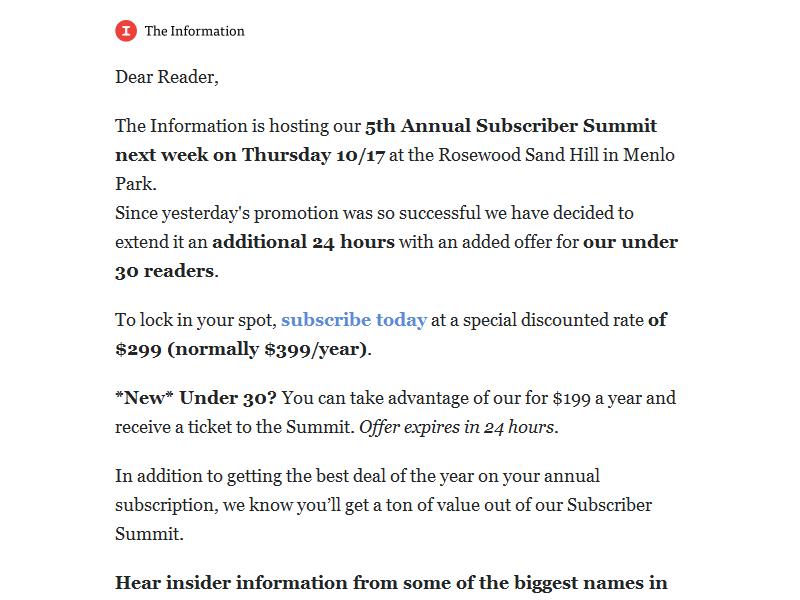 The Information
Dear Reader,
The Information is hosting our 5th Annual Subscriber Summit
next week on Thursday 10/17 at the Rosewood Sand Hill in Menlo
Park.
Since yesterday's promotion was so successful we have decided to
extend it an additional 24 hours with an added offer for our under
30 readers.
To lock in your spot, subscribe today at a special discounted rate of
$299 (normally $399/year).
*New* Under 30? You can take advantage of our for $199 a year and
receive a ticket to the Summit. Offer expires in 24 hours.
In addition to getting the best deal of the year on your annual
subscription, we know you’ll get a ton of value out of our Subscriber
Summit.
Hear insider information from some of the biggest names in